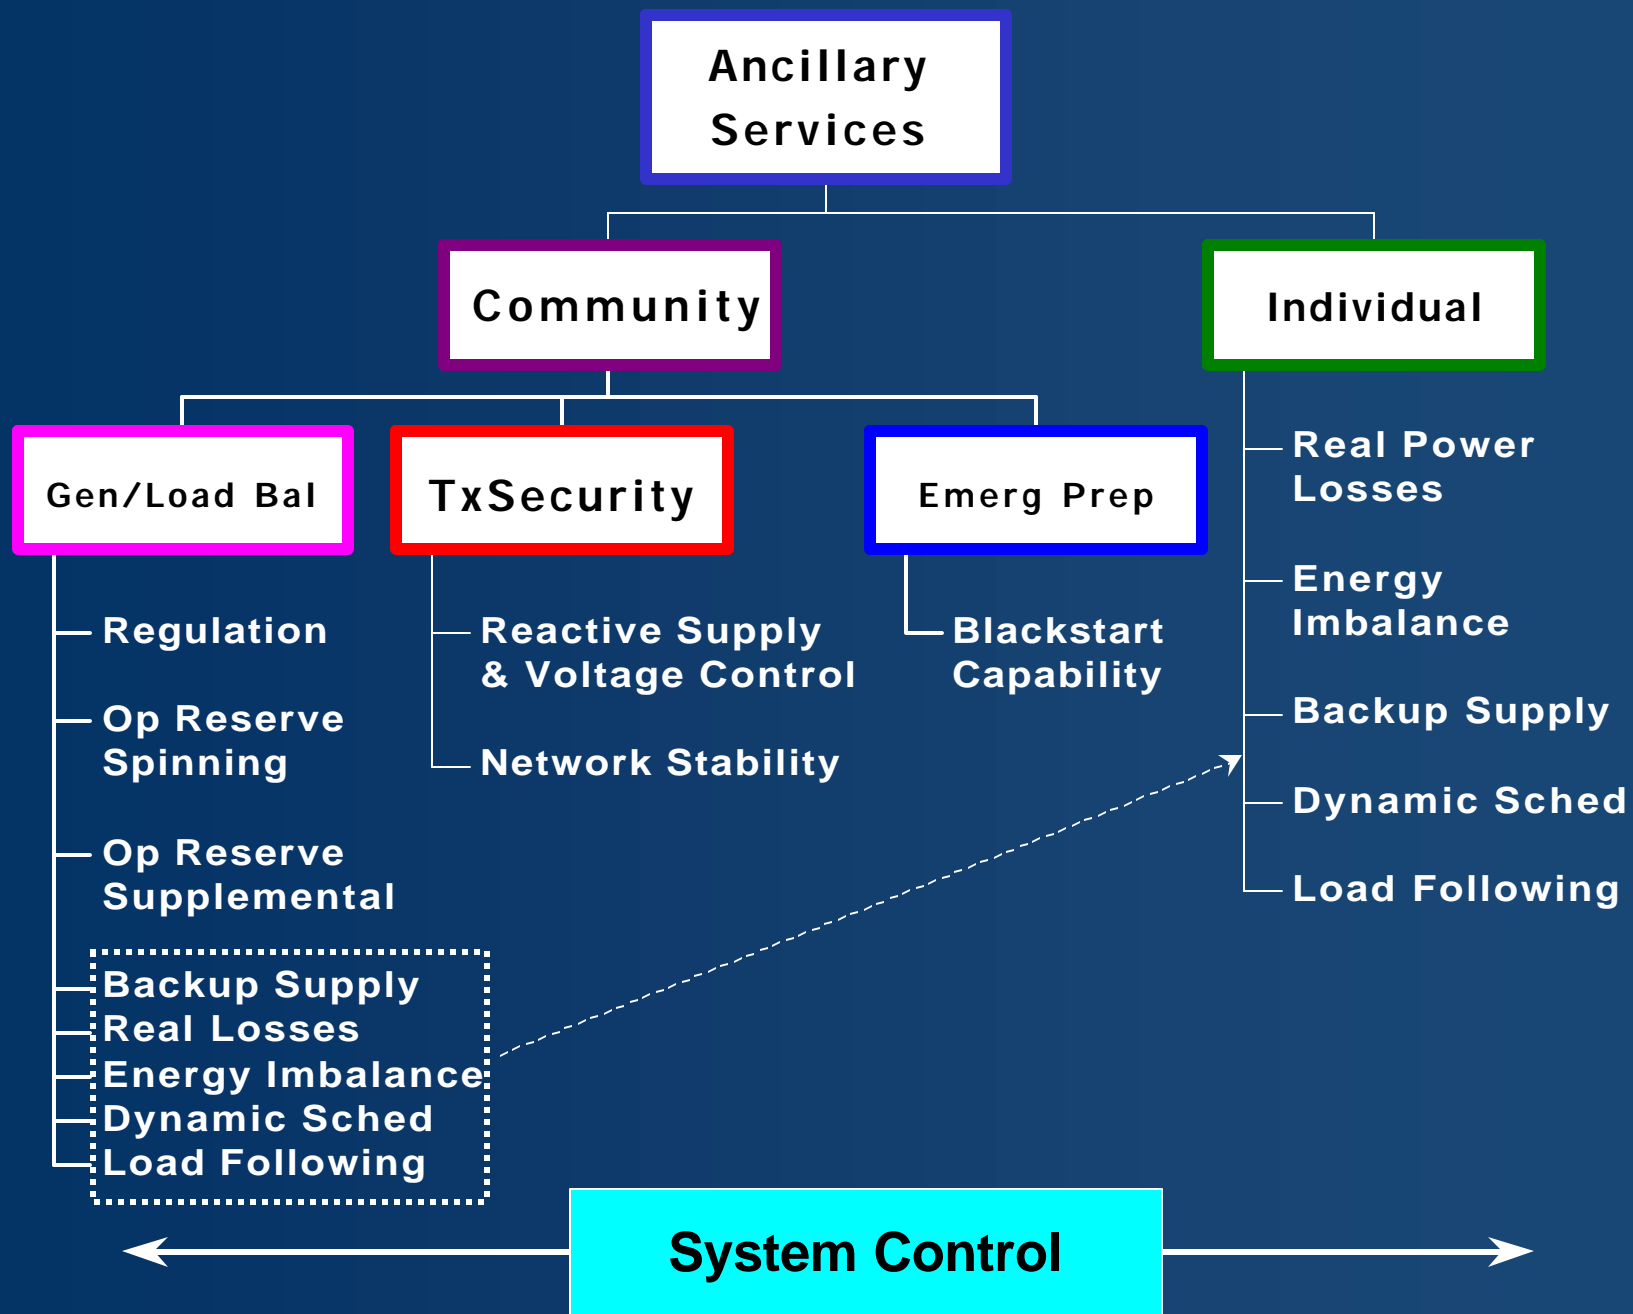 Ancillary
Services
Community
Individual
Gen/Load Bal
TxSecurity
Emerg Prep
Regulation
Op Reserve
Spinning
Op Reserve
Supplemental
Backup Supply
Real Losses
Energy Imbalance
Dynamic Sched
Load Following
Reactive Supply
& Voltage Control
Network Stability
Blackstart
Capability
Real Power
Losses
Energy
Imbalance
Backup Supply
Dynamic Sched
Load Following
System Control